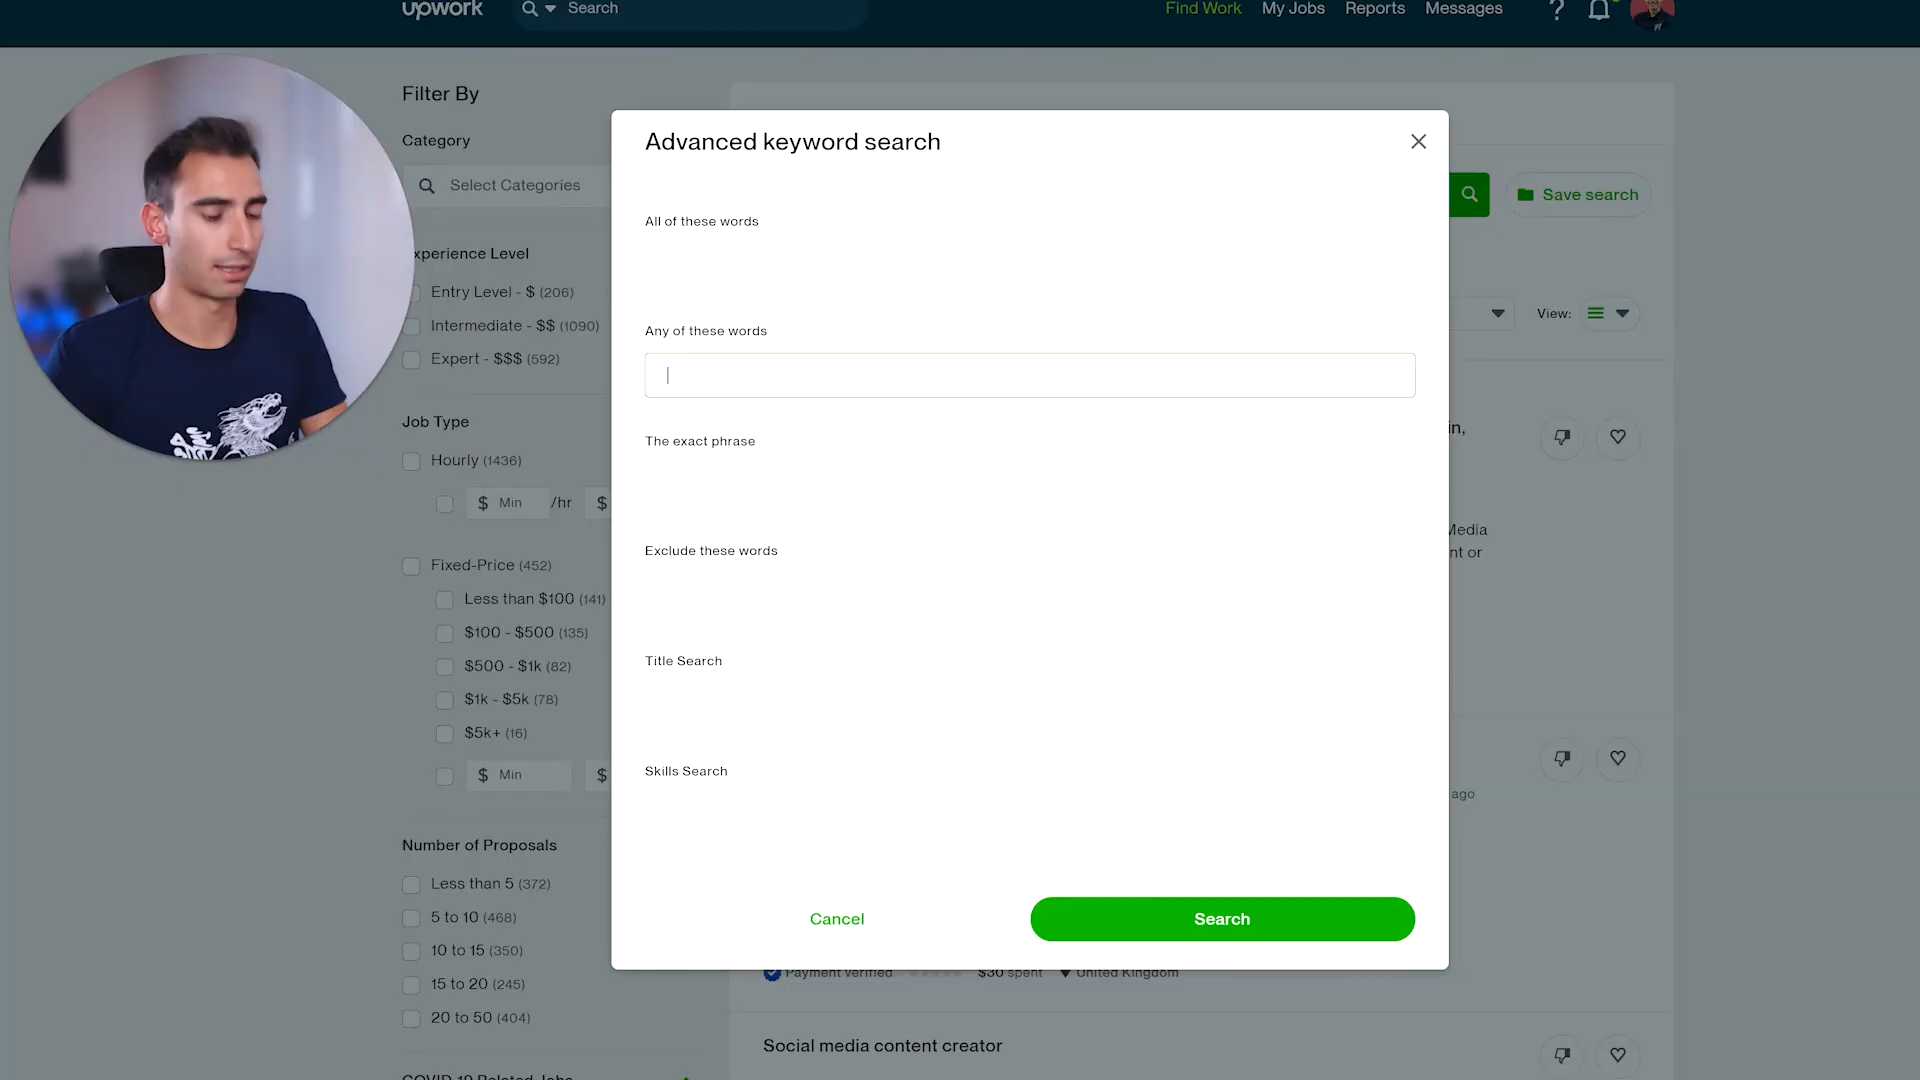 upwork
Search
Find Work
My Jobs
Reports
Messages
Filter By
Category
Select Categories
xperience Level
Entry Level - $ (206)
Intermediate - $$ (1090)
Expert - $$$ (592)
Job Type
Hourly (1436)
$ Min /hr $
Fixed-Price (452)
Less than $100 (141)
$100 - $500 (135)
$500 - $1k (82)
$1k - $5k (78)
$5k+ (16)
$ Min $
Number of Proposals
Less than 5 (372)
5 to 10 (468)
10 to 15 (350)
15 to 20 (245)
20 to 50 (404)
COVID-19 Related Jobs
Advanced keyword search
All of these words
Any of these words
The exact phrase
Exclude these words
Title Search
Skills Search
Cancel
Search
Save search
View:
in,
Media
nt or
ago
Payment verified $30 spent United Kingdom
Social media content creator